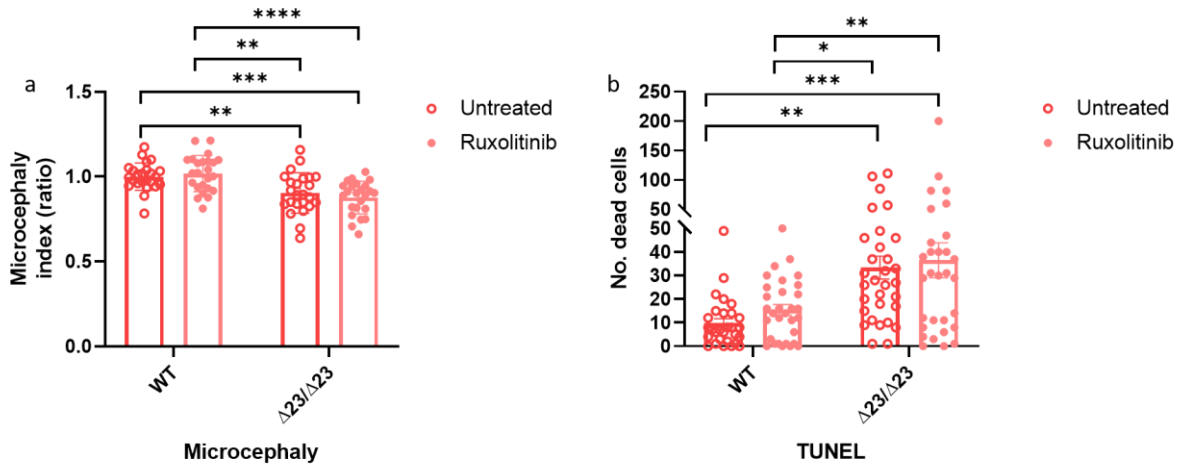 a
****
**
***
**
Microcephaly
index (ratio)
1.5
1.0
0.5
0.0
WT
Δ23/Δ23
Microcephaly
Untreated
Ruxolitinib
b
**
*
***
**
No. dead cells
250
200
150
100
50
50
40
30
20
10
0
WT
Δ23/Δ23
TUNEL
Untreated
Ruxolitinib